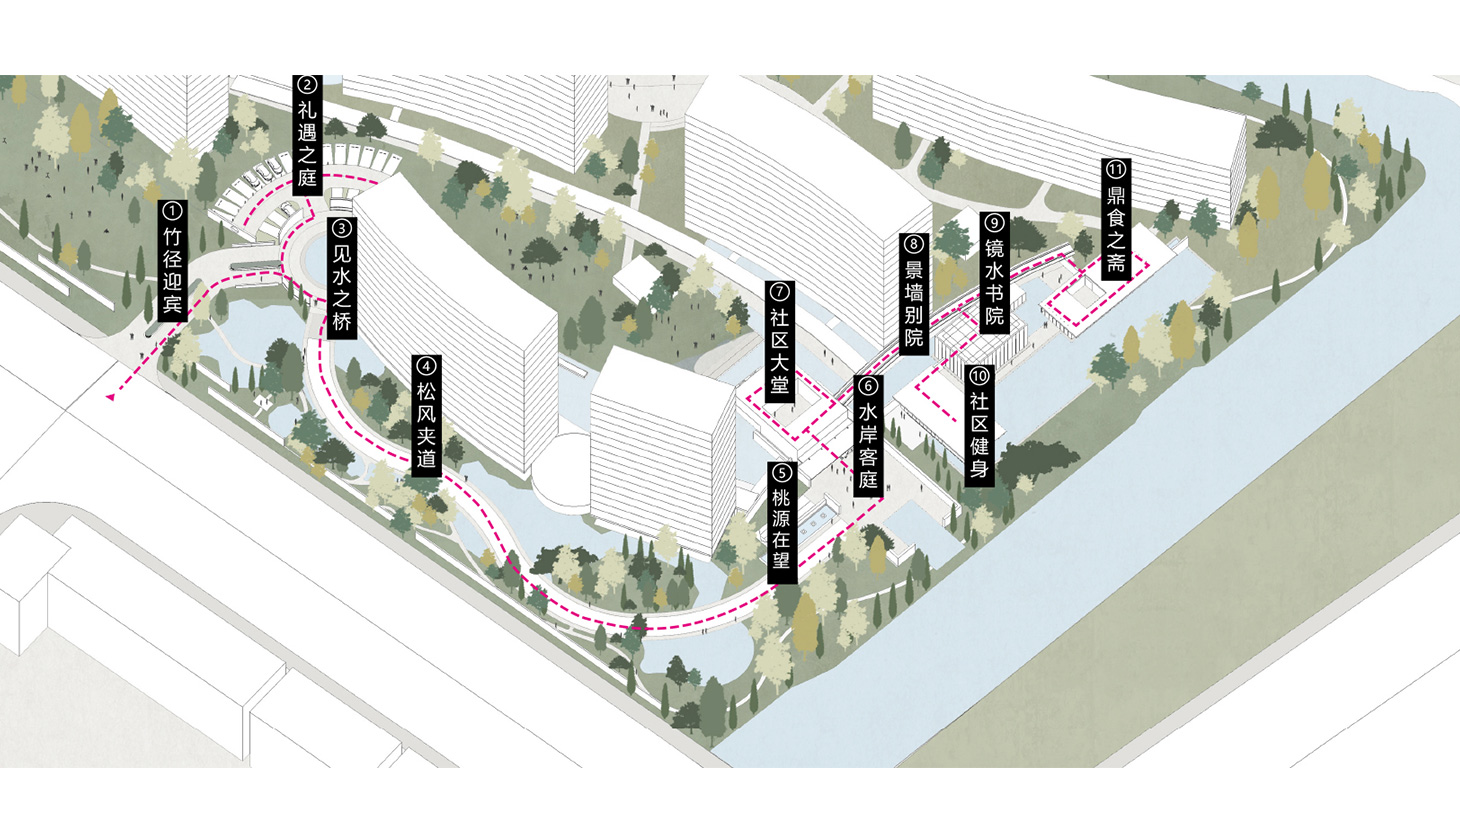 ① 竹径迎宾
② 礼遇之庭
③ 见水之桥
④ 松风夹道
⑤ 桃源在望
⑥ 水岸客庭
⑦ 社区大堂
⑧ 景墙别院
⑨ 镜水书院
⑩ 社区健身
⑪ 鼎食之斋